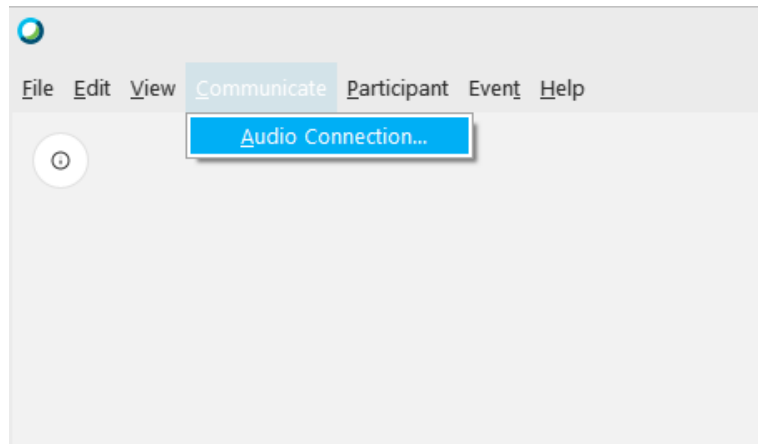 File Edit View Communicate Participant Event Help
Audio Connection...